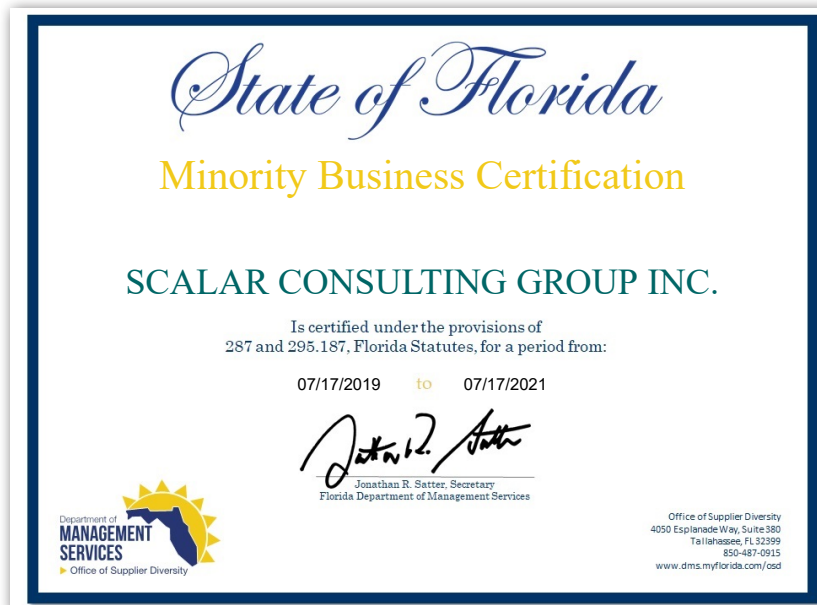 State of Florida
Minority Business Certification
SCALAR CONSULTING GROUP INC.
Is certified under the provisions of
287 and 295.187, Florida Statutes, for a period from:
07/17/2019 to 07/17/2021
Jonathan R. Satter, Secretary
Florida Department of Management Services
Department of
MANAGEMENT
SERVICES
Office of Supplier Diversity
Office of Supplier Diversity
4050 Esplanade Way, Suite 380
Tallahassee, FL 32399
850-487-0915
www.dms.myflorida.com/osd